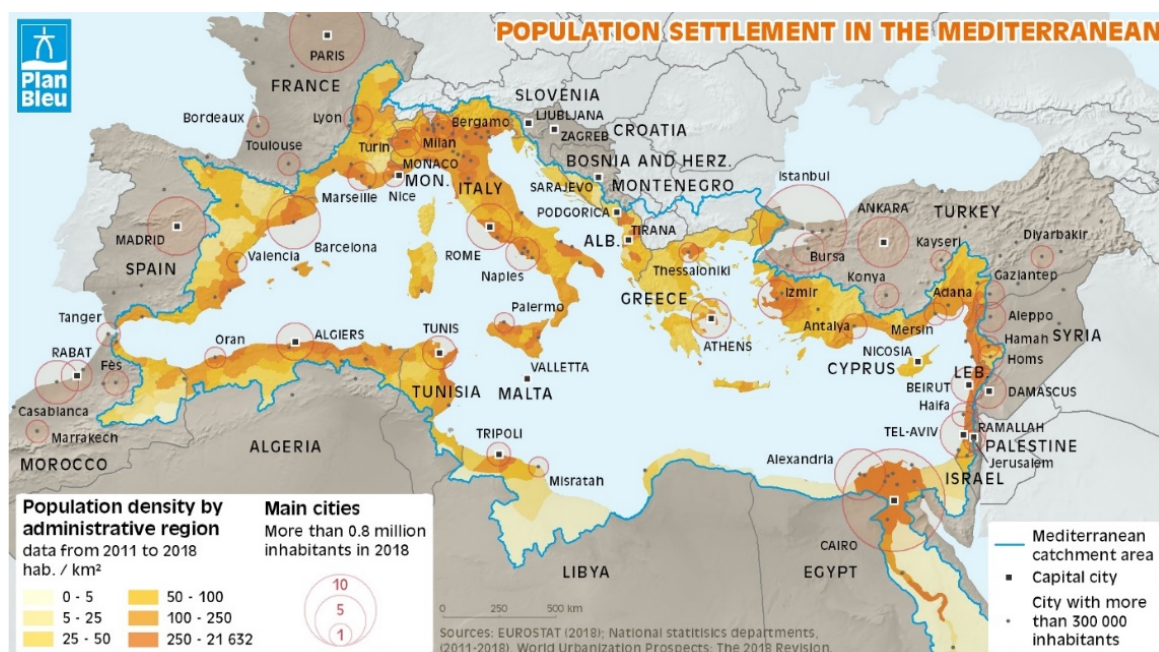 POPULATION SETTLEMENT IN THE MEDITERRANEAN
Plan
Bleu
PARIS
FRANCE
SLOVENIA
LJUBLJANA
ZAGREB
CROATIA
Bordeaux
Lyon
Bergamo
Toulouse
Turin
Milan
BOSNIA AND HERZ.
MONACO
MON.
ITALY
SARAJEVO
MONTENEGRO
Istanbul
Marseille
Nice
PODGORICA
ANKARA
TURKEY
MADRID
Barcelona
ROME
ALB.
TIRANA
Bursa
Kayseri
Diyarbakir
SPAIN
Valencia
Naples
Thessaloniki
Konya
Gaziantep
GREECE
Izmir
Adana
Palermo
Aleppo
Tanger
ALGIERS
TUNIS
ATHENS
Antalya
Mersin
Hamah
SYRIA
RABAT
Oran
VALLETTA
NICOSIA
Homs
Fès
TUNISIA
MALTA
CYPRUS
LEB.
BEIRUT
DAMASCUS
Casablanca
Haifa
Marrakech
ALGERIA
TRIPOLI
TEL-AVIV
RAMALLAH
PALESTINE
MOROCCO
Misratah
Alexandria
Jerusalem
ISRAEL
CAIRO
LIBYA
EGYPT
Population density by
administrative region
data from 2011 to 2018
hab. / km²
0 - 5
5 - 25
25 - 50
50 - 100
100 - 250
250 - 21 632
Main cities
More than 0.8 million
inhabitants in 2018
10
5
1
0 250 500 km
Sources: EUROSTAT (2018); National statitisics departments,
(2011-2018), World Urbanization Prospects: The 2018 Revision.
Mediterranean
catchment area
Capital city
City with more
than 300 000
inhabitants